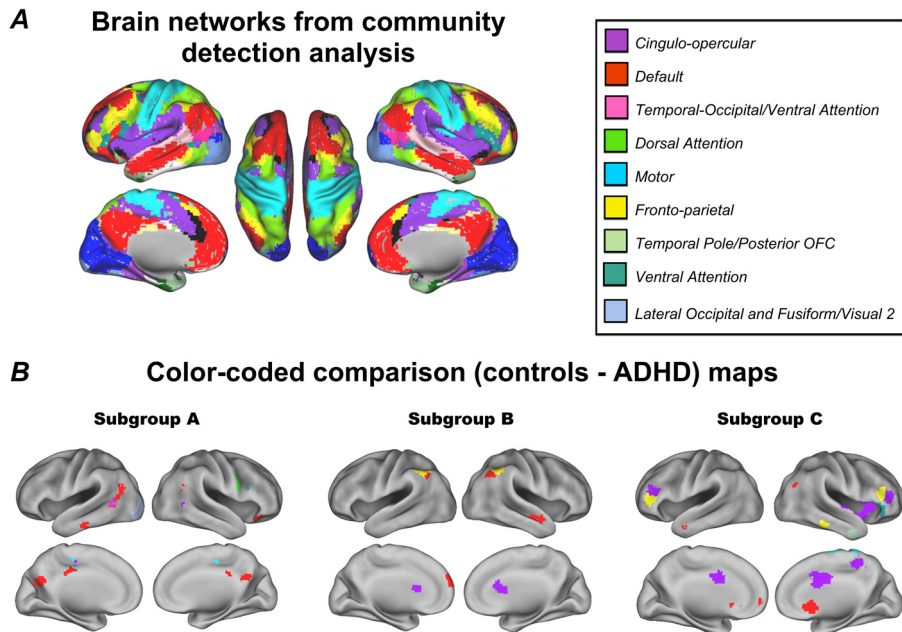 A
Brain networks from community
detection analysis
Cingulo-opercular
Default
Temporal-Occipital/Ventral Attention
Dorsal Attention
Motor
Fronto-parietal
Temporal Pole/Posterior OFC
Ventral Attention
Lateral Occipital and Fusiform/Visual 2
B
Color-coded comparison (controls - ADHD) maps
Subgroup A
Subgroup B
Subgroup C